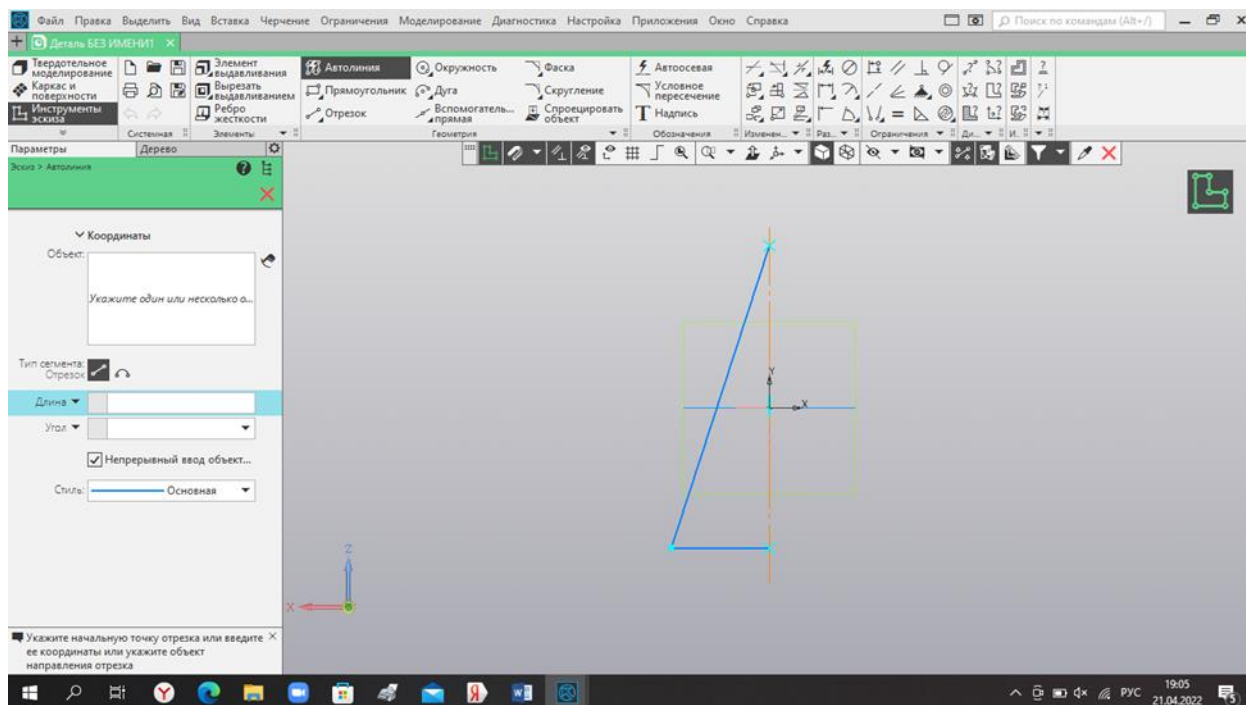 Файл Правка Выделить Вид Вставка Черчение Ограничения Моделирование Диагностика Настройка Приложения Окно Справка
Поиск по командам (Alt+/)
Деталь БЕЗ ИМЕНИ1
Твердотельное моделирование
Каркас и поверхности
Инструменты эскиза
Системная
Элемент выдавливания
Вырезать выдавливанием
Ребро жесткости
Элементы
Автолиния
Окружность
Фаска
Прямоугольник
Дуга
Скругление
Отрезок
Вспомогатель... прямая
Спроецировать объект
Геометрия
Автоосевая
Условное пересечение
Надпись
Обозначения
Изменен...
Раз...
Ограничения
Ди...
И...
Параметры
Дерево
Эскиз > Автолиния
Координаты
Объект:
Укажите один или несколько о...
Тип сегмента:
Отрезок
Длина
Угол
Непрерывный ввод объект...
Стиль:
Основная
Y
X
Z
X
Укажите начальную точку отрезка или введите
ее координаты или укажите объект
направления отрезка
РУС
19:05
21.04.2022
5